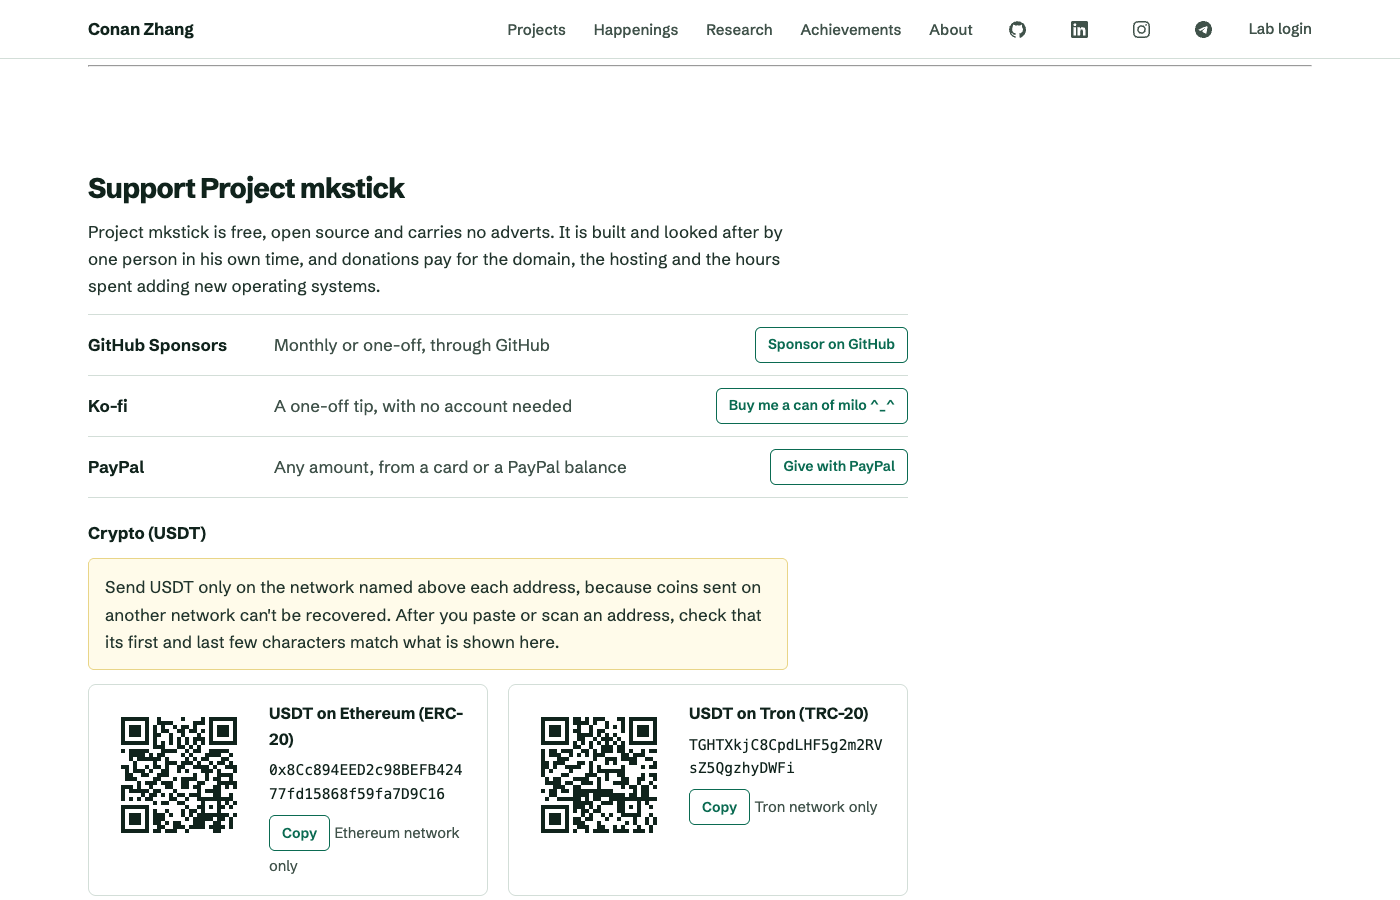 Conan Zhang
Projects
Happenings
Research
Achievements
About
Lab login
Support Project mkstick
Project mkstick is free, open source and carries no adverts. It is built and looked after by
one person in his own time, and donations pay for the domain, the hosting and the hours
spent adding new operating systems.
GitHub Sponsors
Monthly or one-off, through GitHub
Sponsor on GitHub
Ko-fi
A one-off tip, with no account needed
Buy me a can of milo ^_^
PayPal
Any amount, from a card or a PayPal balance
Give with PayPal
Crypto (USDT)
Send USDT only on the network named above each address, because coins sent on
another network can't be recovered. After you paste or scan an address, check that
its first and last few characters match what is shown here.
USDT on Ethereum (ERC-
20)
0x8Cc894EED2c98BEFB424
77fd15868f59fa7D9C16
Copy
Ethereum network
only
USDT on Tron (TRC-20)
TGHTXkjC8CpdLHF5g2m2RV
sZ5QgzhyDWFi
Copy
Tron network only